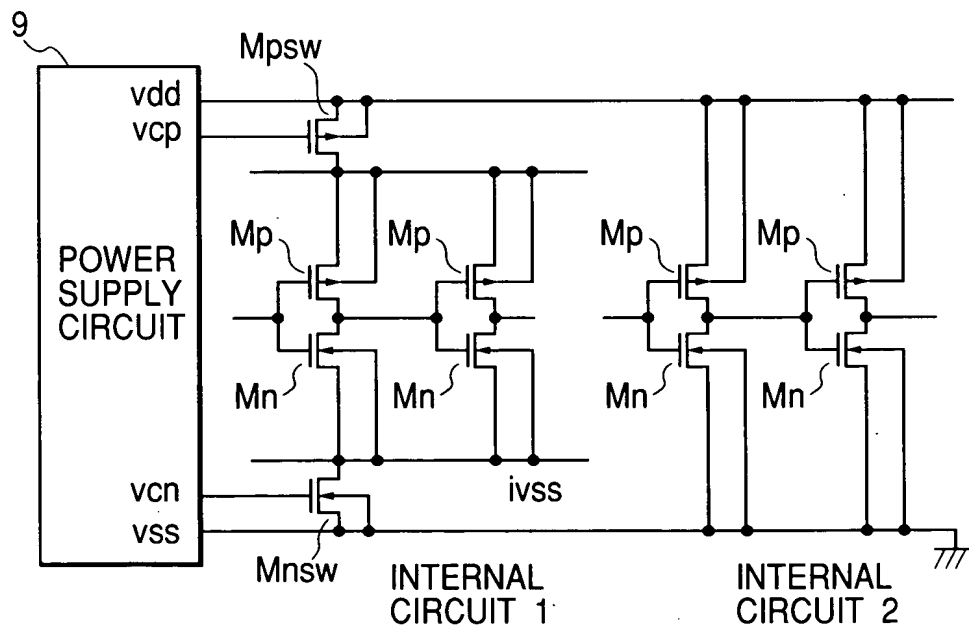 9
Mpsw
vdd
vcp
Mp
Mp
Mp
Mp
POWER
SUPPLY
CIRCUIT
Mn
Mn
Mn
Mn
vcn
ivss
vss
Mnsw
INTERNAL
CIRCUIT 1
INTERNAL
CIRCUIT 2